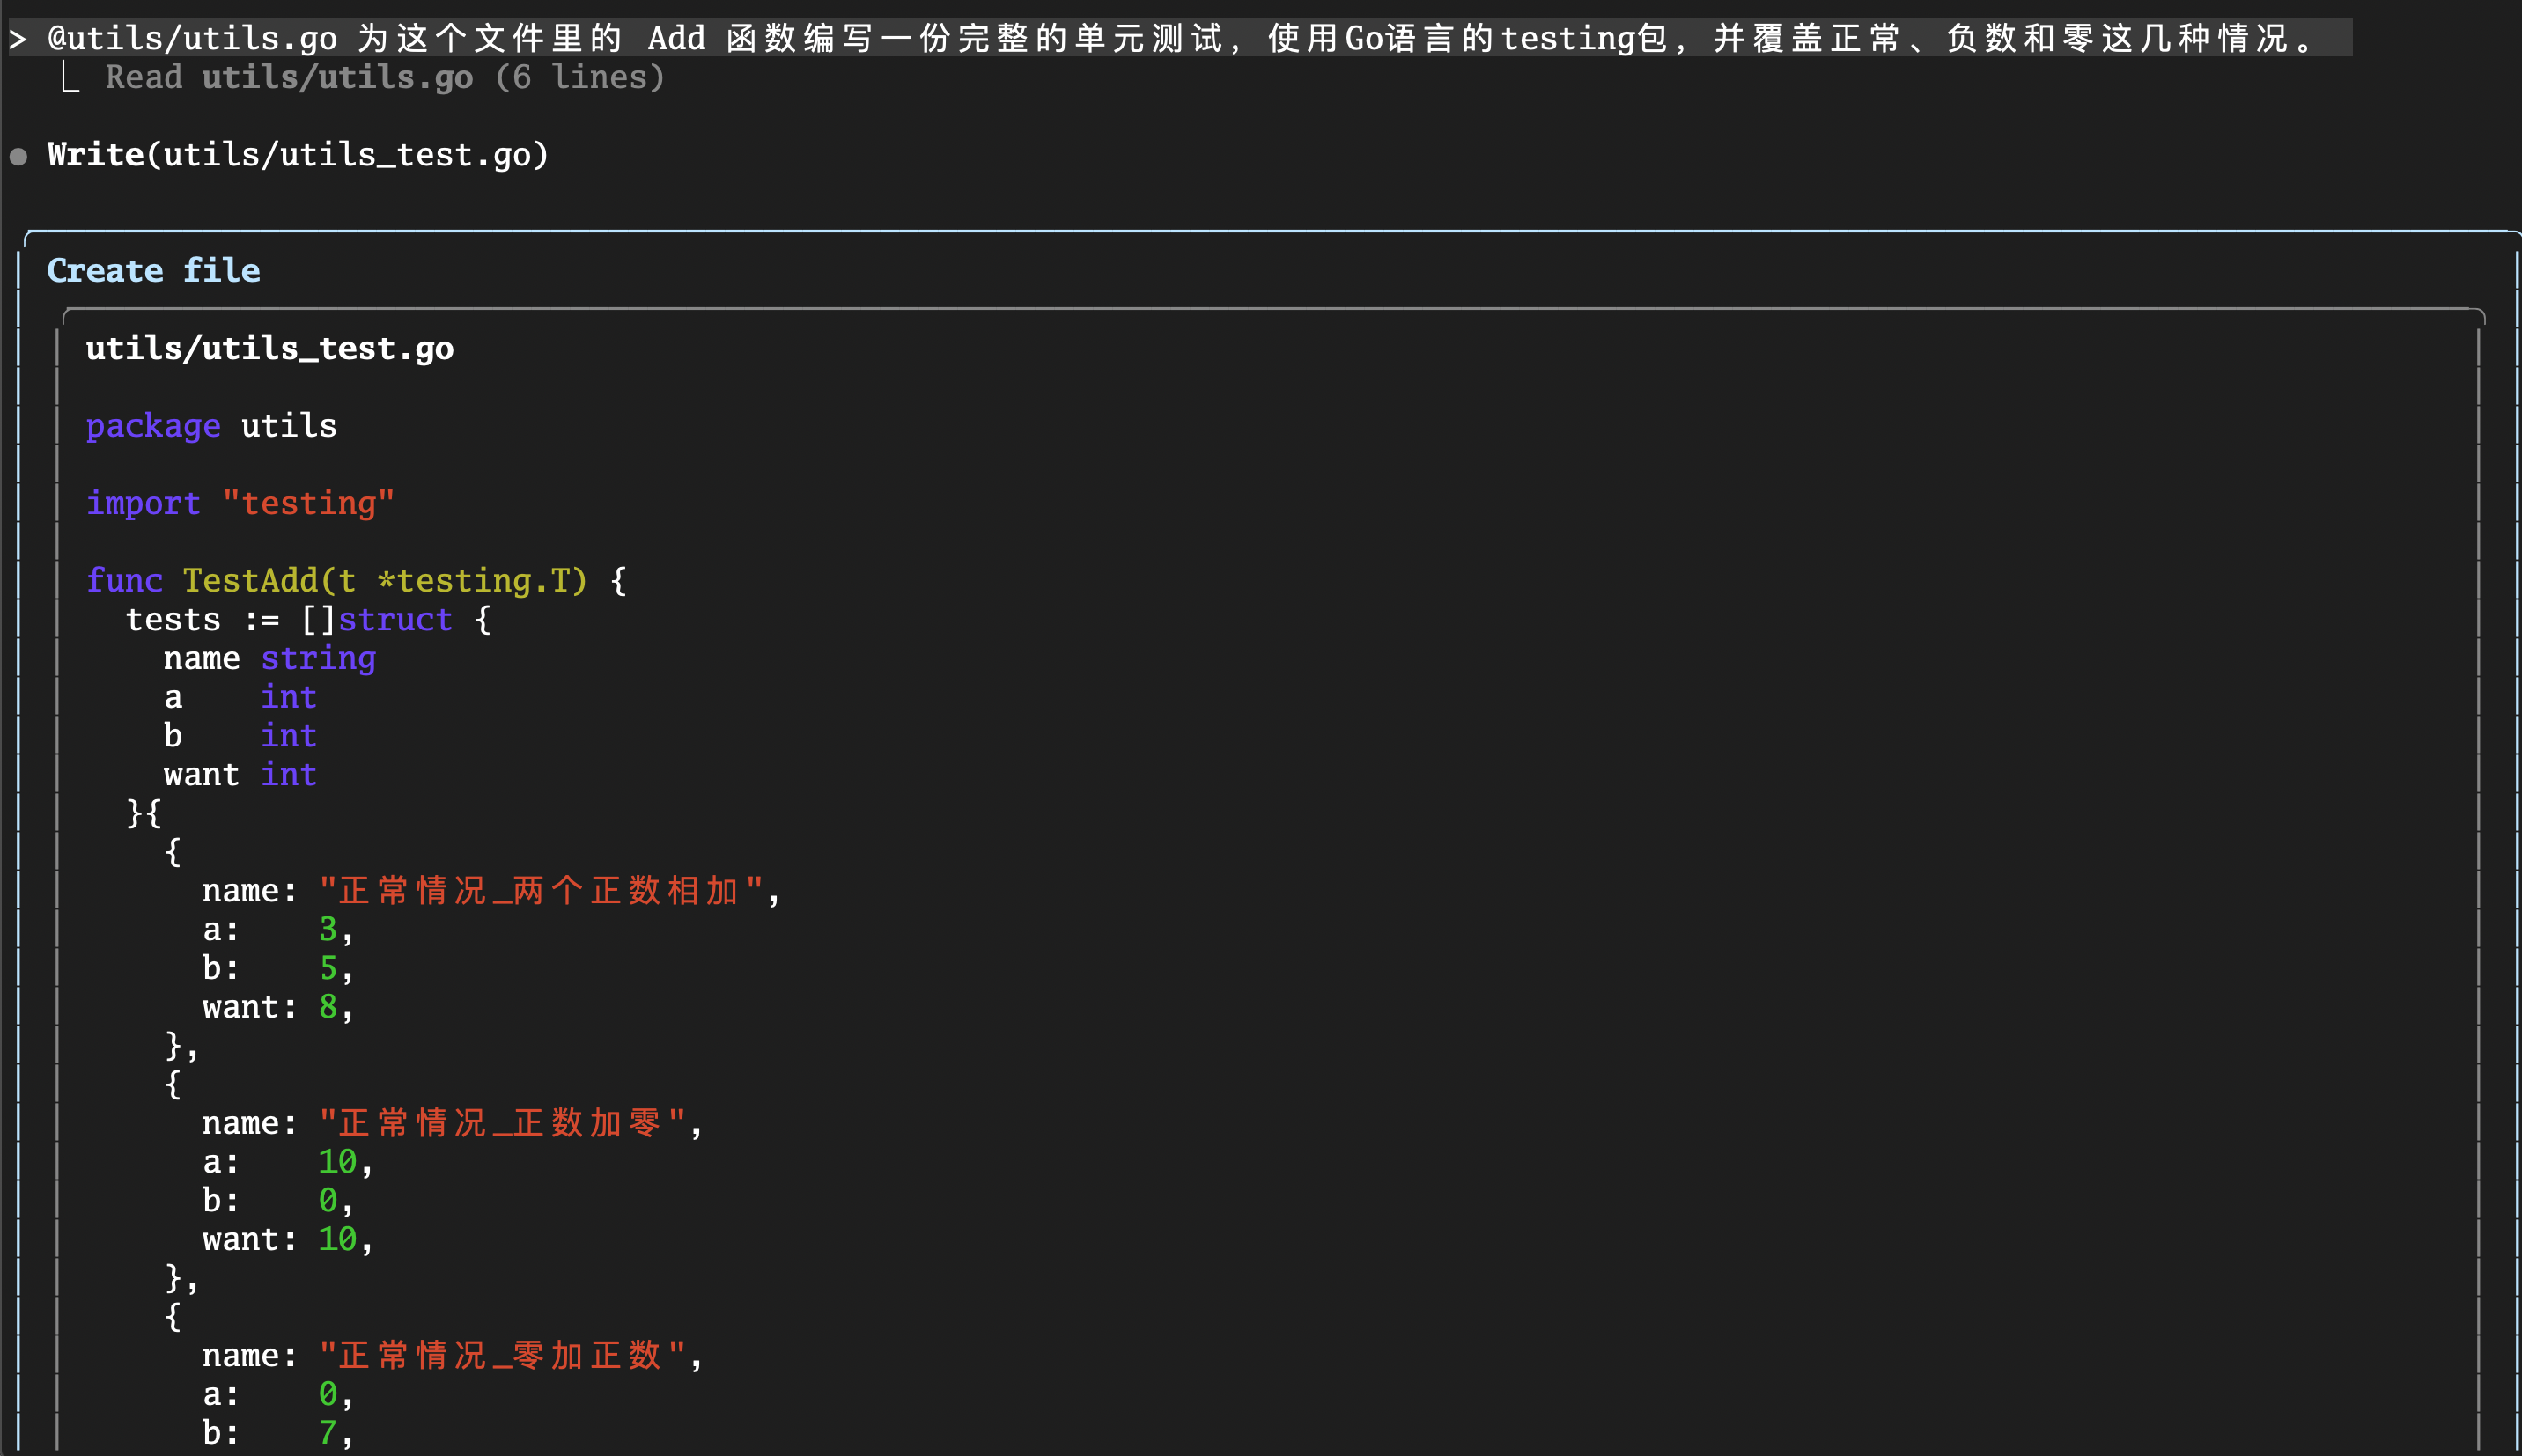 > @utils/utils.go 为这个文件里的 Add 函数编写一份完整的单元测试，使用Go语言的testing包，并覆盖正常、负数和零这几种情况。
Read utils/utils.go (6 lines)
Write(utils/utils_test.go)
Create file
utils/utils_test.go
package utils
import "testing"
func TestAdd(t *testing.T) {
tests := []struct {
name string
a    int
b    int
want int
}{
{
name: "正常情况_两个正数相加",
a:    3,
b:    5,
want: 8,
},
{
name: "正常情况_正数加零",
a:    10,
b:    0,
want: 10,
},
{
name: "正常情况_零加正数",
a:    0,
b:    7,